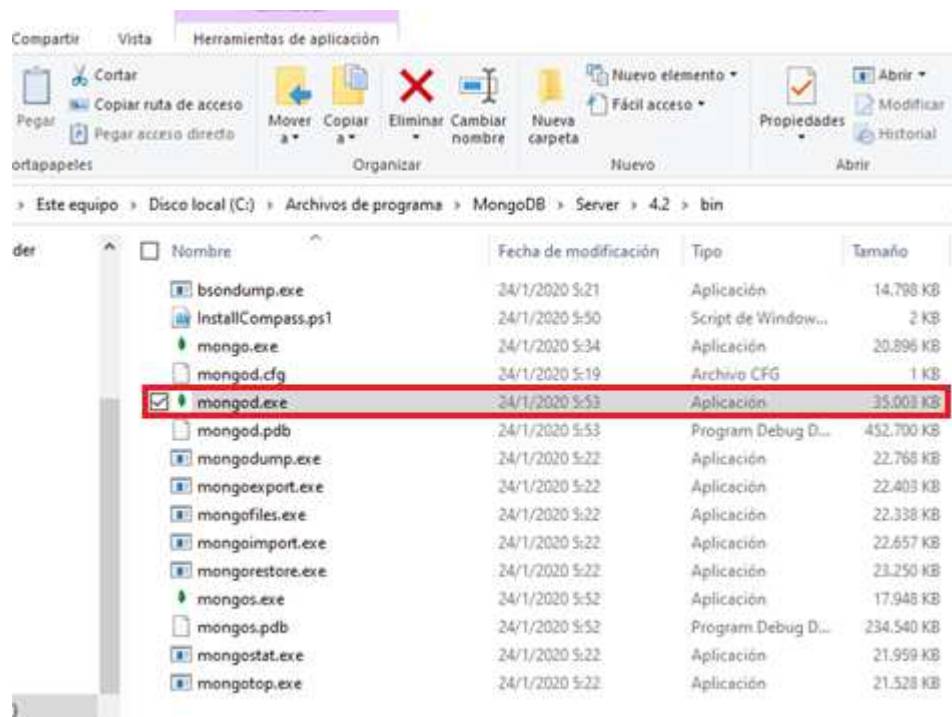 Compartir Vista Herramientas de aplicación
Pegar
Cortar
Copiar ruta de acceso
Pegar acceso directo
ortapapeles
Mover a
Copiar a
Eliminar
Cambiar nombre
Organizar
Nueva carpeta
Nuevo elemento
Fácil acceso
Nuevo
Propiedades
Abrir
Modificar
Historial
Abrir
> Este equipo > Disco local (C:) > Archivos de programa > MongoDB > Server > 4.2 > bin
der
Nombre Fecha de modificación Tipo Tamaño
bsondump.exe 24/1/2020 5:21 Aplicación 14.798 KB
InstallCompass.ps1 24/1/2020 5:50 Script de Window... 2 KB
mongo.exe 24/1/2020 5:34 Aplicación 20.896 KB
mongod.cfg 24/1/2020 5:19 Archivo CFG 1 KB
mongod.exe 24/1/2020 5:53 Aplicación 35.003 KB
mongod.pdb 24/1/2020 5:53 Program Debug D... 452.700 KB
mongodump.exe 24/1/2020 5:22 Aplicación 22.768 KB
mongoexport.exe 24/1/2020 5:22 Aplicación 22.403 KB
mongofiles.exe 24/1/2020 5:22 Aplicación 22.338 KB
mongoimport.exe 24/1/2020 5:22 Aplicación 22.657 KB
mongorestore.exe 24/1/2020 5:22 Aplicación 23.250 KB
mongos.exe 24/1/2020 5:52 Aplicación 17.948 KB
mongos.pdb 24/1/2020 5:52 Program Debug D... 234.540 KB
mongostat.exe 24/1/2020 5:22 Aplicación 21.959 KB
mongotop.exe 24/1/2020 5:22 Aplicación 21.528 KB